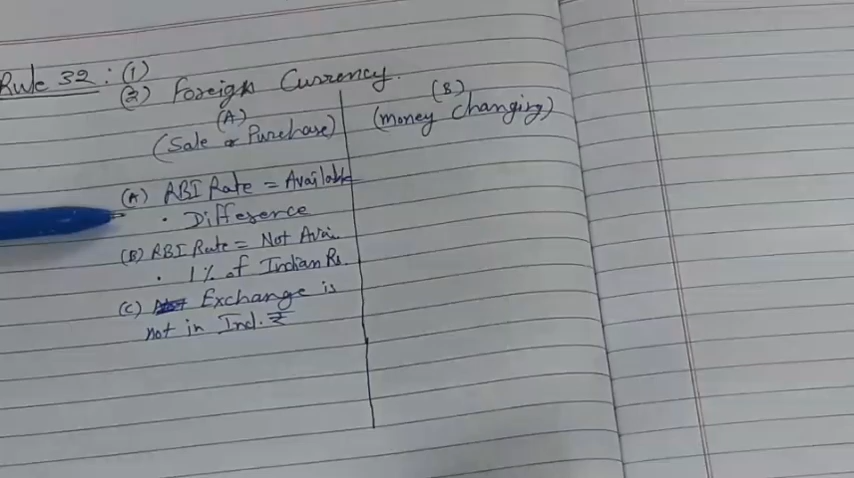 Rule 32 : (1)
(2) Foreign Currency.
(A)
(Sale & Purchase)
(B)
(Money Changing)
(A) RBI Rate = Available
• Difference
(B) RBI Rate = Not Avai.
• 1% of Indian Rs.
(C) Exchange is
not in Ind. ₹